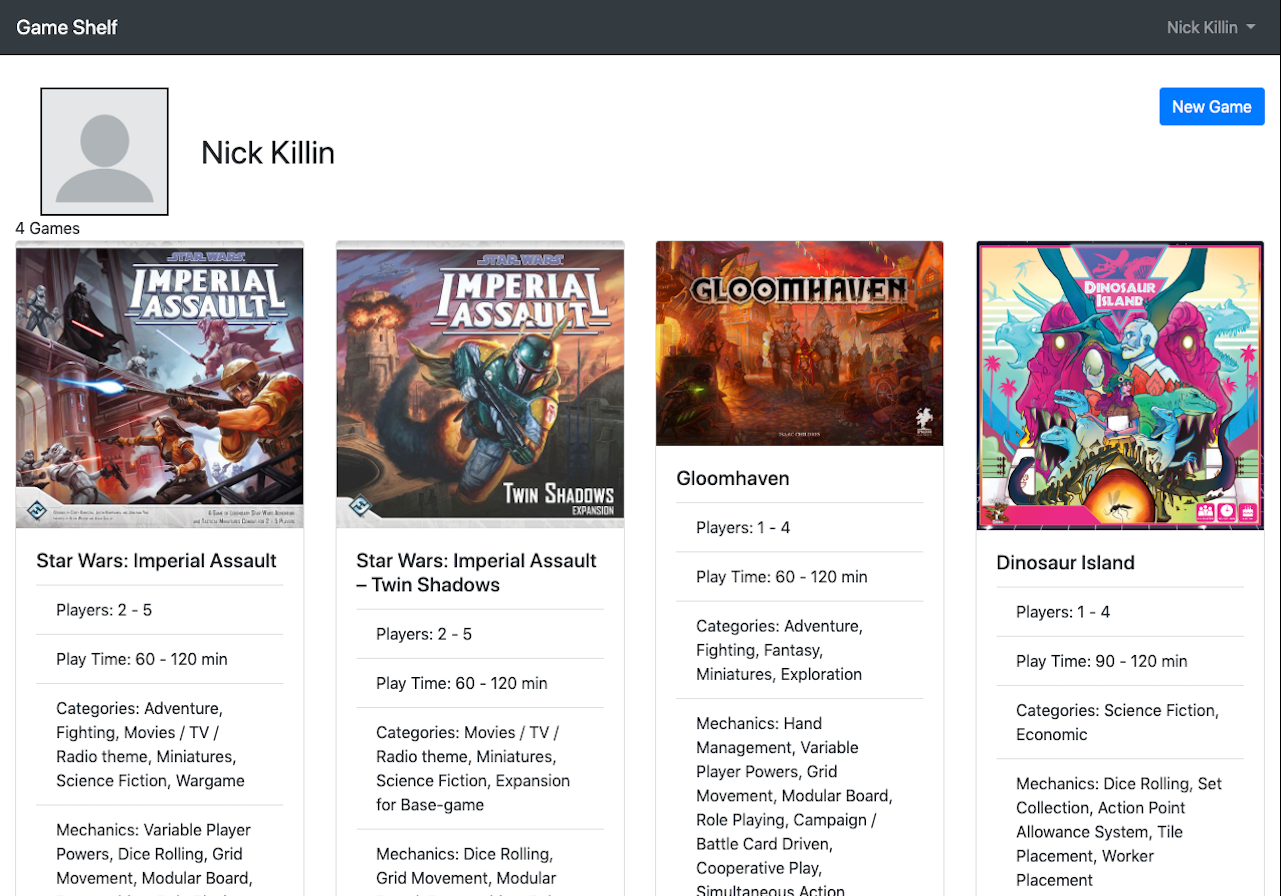 Game Shelf
Nick Killin
New Game
Nick Killin
4 Games
STAR WARS
IMPERIAL
ASSAULT
Star Wars: Imperial Assault
Players: 2 - 5
Play Time: 60 - 120 min
Categories: Adventure,
Fighting, Movies / TV /
Radio theme, Miniatures,
Science Fiction, Wargame
Mechanics: Variable Player
Powers, Dice Rolling, Grid
Movement, Modular Board,
STAR WARS
IMPERIAL
ASSAULT
TWIN SHADOWS
EXPANSION
Star Wars: Imperial Assault
– Twin Shadows
Players: 2 - 5
Play Time: 60 - 120 min
Categories: Movies / TV /
Radio theme, Miniatures,
Science Fiction, Expansion
for Base-game
Mechanics: Dice Rolling,
Grid Movement, Modular
GLOOMHAVEN
ISAAC CHILDRES
Gloomhaven
Players: 1 - 4
Play Time: 60 - 120 min
Categories: Adventure,
Fighting, Fantasy,
Miniatures, Exploration
Mechanics: Hand
Management, Variable
Player Powers, Grid
Movement, Modular Board,
Role Playing, Campaign /
Battle Card Driven,
Cooperative Play,
Simultaneous Action
DINOSAUR
ISLAND
Dinosaur Island
Players: 1 - 4
Play Time: 90 - 120 min
Categories: Science Fiction,
Economic
Mechanics: Dice Rolling, Set
Collection, Action Point
Allowance System, Tile
Placement, Worker
Placement